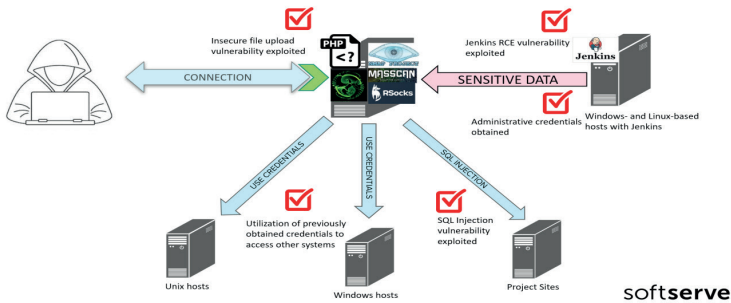 Insecure file upload
vulnerability exploited
PHP
<?
MASSCAN
RSocks
Jenkins RCE vulnerability
exploited
Jenkins
CONNECTION
SENSITIVE DATA
Administrative credentials
obtained
Windows- and Linux-based
hosts with Jenkins
USE CREDENTIALS
USE CREDENTIALS
SQL INJECTION
Utilization of previously
obtained credentials to
access other systems
SQL Injection
vulnerability
exploited
Unix hosts
Windows hosts
Project Sites
softserve